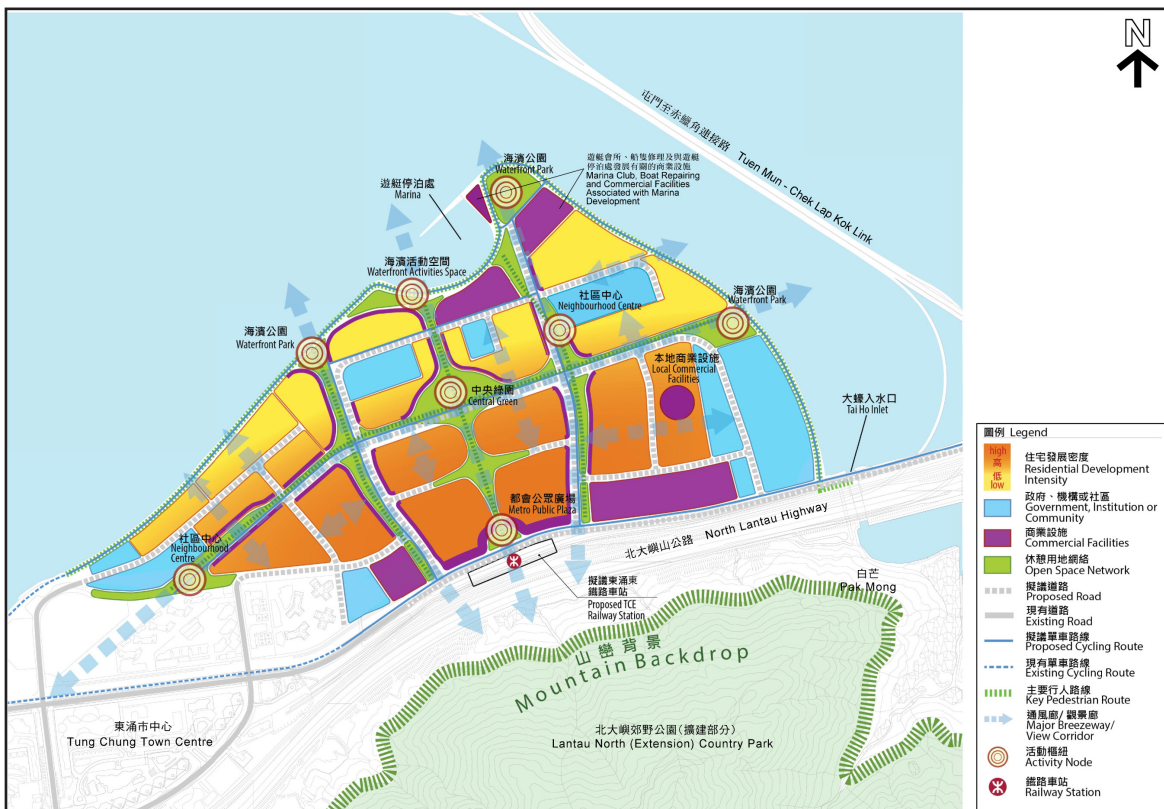 N
屯門至赤鱲角連接路 Tuen Mun - Chek Lap Kok Link
海濱公園
Waterfront Park
遊艇會所、船隻修理及與遊艇
停泊處發展有關的商業設施
Marina Club, Boat Repairing
and Commercial Facilities
Associated with Marina
Development
遊艇停泊處
Marina
海濱活動空間
Waterfront Activities Space
社區中心
Neighbourhood Centre
海濱公園
Waterfront Park
海濱公園
Waterfront Park
本地商業設施
Local Commercial
Facilities
中央綠園
Central Green
大蠔入水口
Tai Ho Inlet
都會公眾廣場
Metro Public Plaza
北大嶼山公路 North Lantau Highway
社區中心
Neighbourhood
Centre
擬議東涌東
鐵路車站
Proposed TCE
Railway Station
白芒
Pak Mong
山巒背景
Mountain Backdrop
東涌市中心
Tung Chung Town Centre
北大嶼郊野公園(擴建部分)
Lantau North (Extension) Country Park
圖例 Legend
high
高
低
low
住宅發展密度
Residential Development
Intensity
政府、機構或社區
Government, Institution or
Community
商業設施
Commercial Facilities
休憩用地網絡
Open Space Network
擬議道路
Proposed Road
現有道路
Existing Road
擬議單車路線
Proposed Cycling Route
現有單車路線
Existing Cycling Route
主要行人路線
Key Pedestrian Route
通風廊/ 觀景廊
Major Breezeway/
View Corridor
活動樞紐
Activity Node
鐵路車站
Railway Station